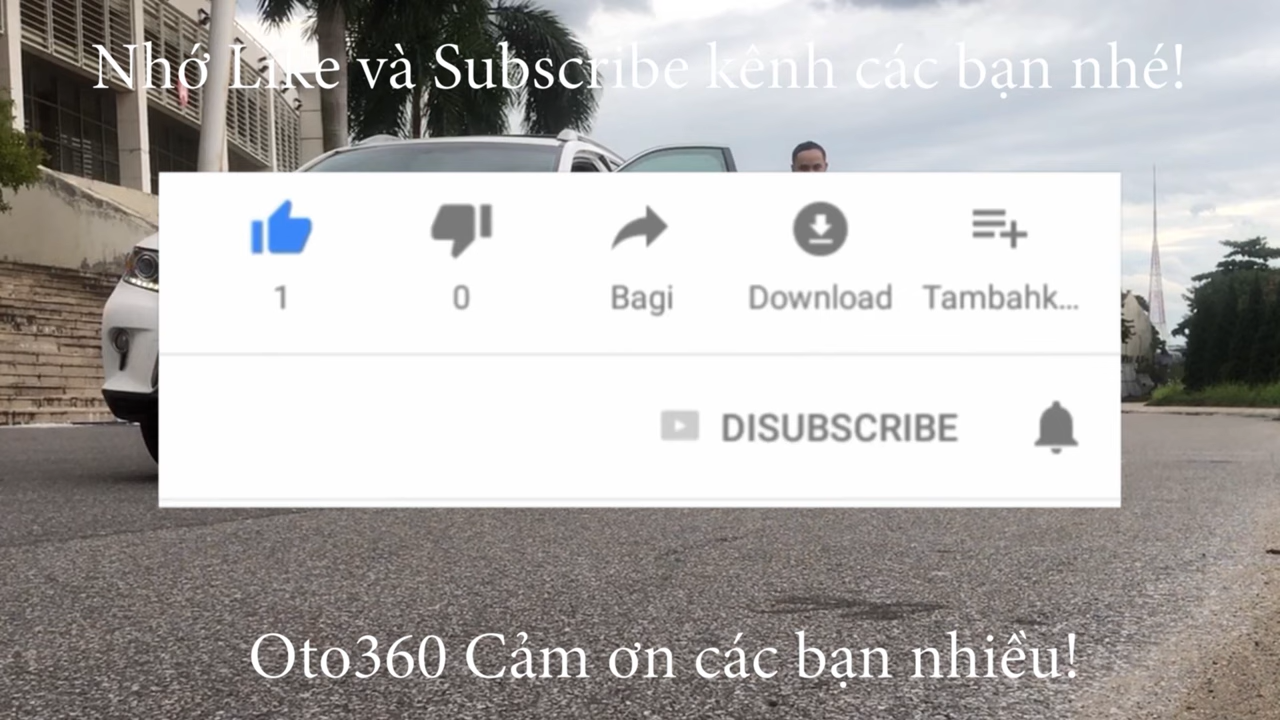 Nhớ Like và Subscribe kênh các bạn nhé!
1 0 Bagi Download Tambahk...
DISUBSCRIBE
Oto360 Cảm ơn các bạn nhiều!